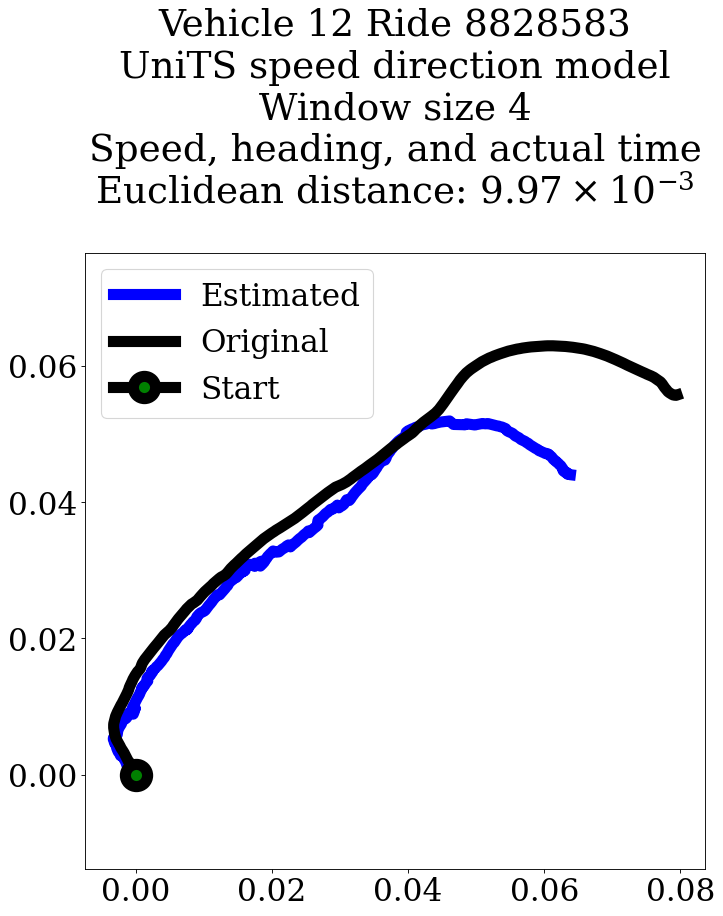 Vehicle 12 Ride 8828583
UniTS speed direction model
Window size 4
Speed, heading, and actual time
Euclidean distance: 9.97 × 10⁻³
Estimated
Original
Start
0.06
0.04
0.02
0.00
0.00 0.02 0.04 0.06 0.08